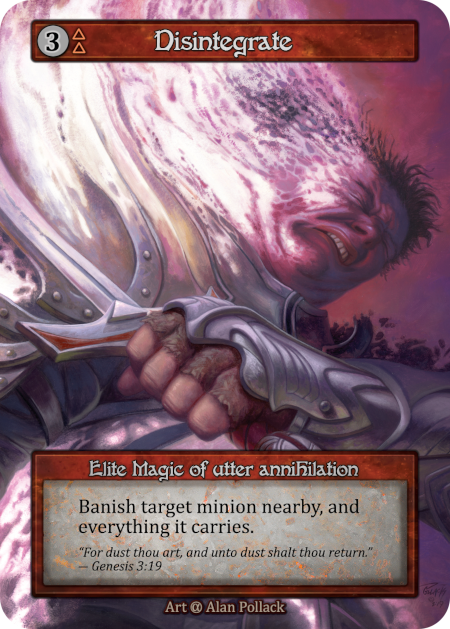 3
Disintegrate
Elite Magic of utter annihilation
Banish target minion nearby, and
everything it carries.
“For dust thou art, and unto dust shalt thou return.”
— Genesis 3:19
Art @ Alan Pollack